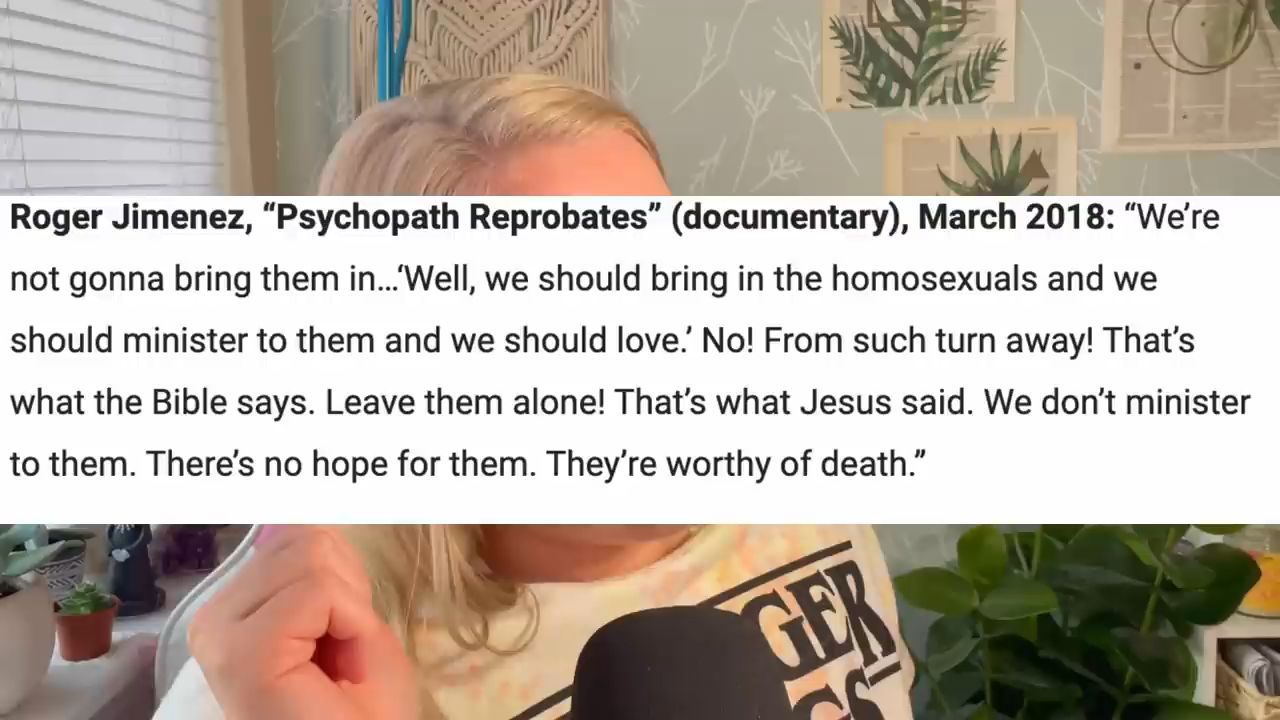 Roger Jimenez, “Psychopath Reprobates” (documentary), March 2018: “We’re
not gonna bring them in…‘Well, we should bring in the homosexuals and we
should minister to them and we should love.’ No! From such turn away! That’s
what the Bible says. Leave them alone! That’s what Jesus said. We don’t minister
to them. There’s no hope for them. They’re worthy of death.”